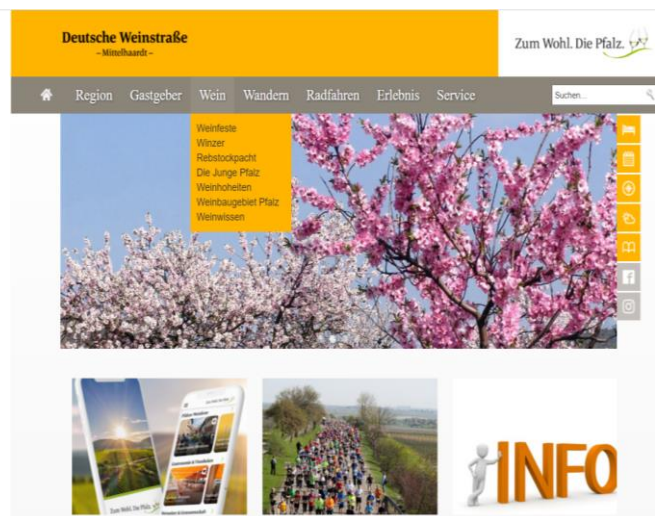 Deutsche Weinstraße
– Mittelhaardt –
Zum Wohl. Die Pfalz.
Region Gastgeber Wein Wandern Radfahren Erlebnis Service
Suchen...
Weinfeste
Winzer
Rebstockpacht
Die Junge Pfalz
Weinhoheiten
Weinbaugebiet Pfalz
Weinwissen
Zum Wohl. Die Pfalz.
INFO